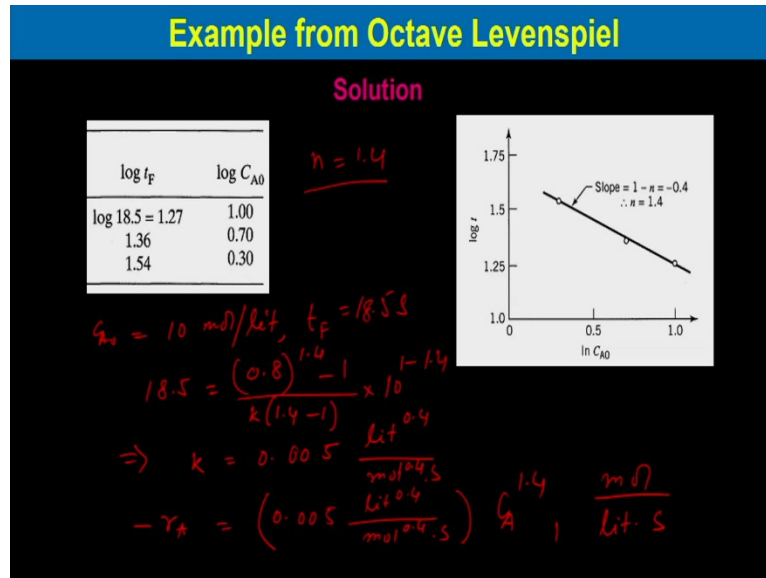 Example from Octave Levenspiel
Solution
log t_F log C_A0
log 18.5 = 1.27 1.00
1.36 0.70
1.54 0.30
n = 1.4
1.75
1.5
1.25
1.0
log t
Slope = 1 – n = –0.4
∴ n = 1.4
0 0.5 1.0
ln C_A0
C_A0 = 10 mol/lit, t_F = 18.5 s
18.5 = (0.8)^1.4 − 1 / k(1.4 − 1) × 10^1−1.4
⇒ k = 0.005 lit^0.4 / mol^0.4.s
− r_A = (0.005 lit^0.4 / mol^0.4.s) C_A^1.4, mol / lit. s